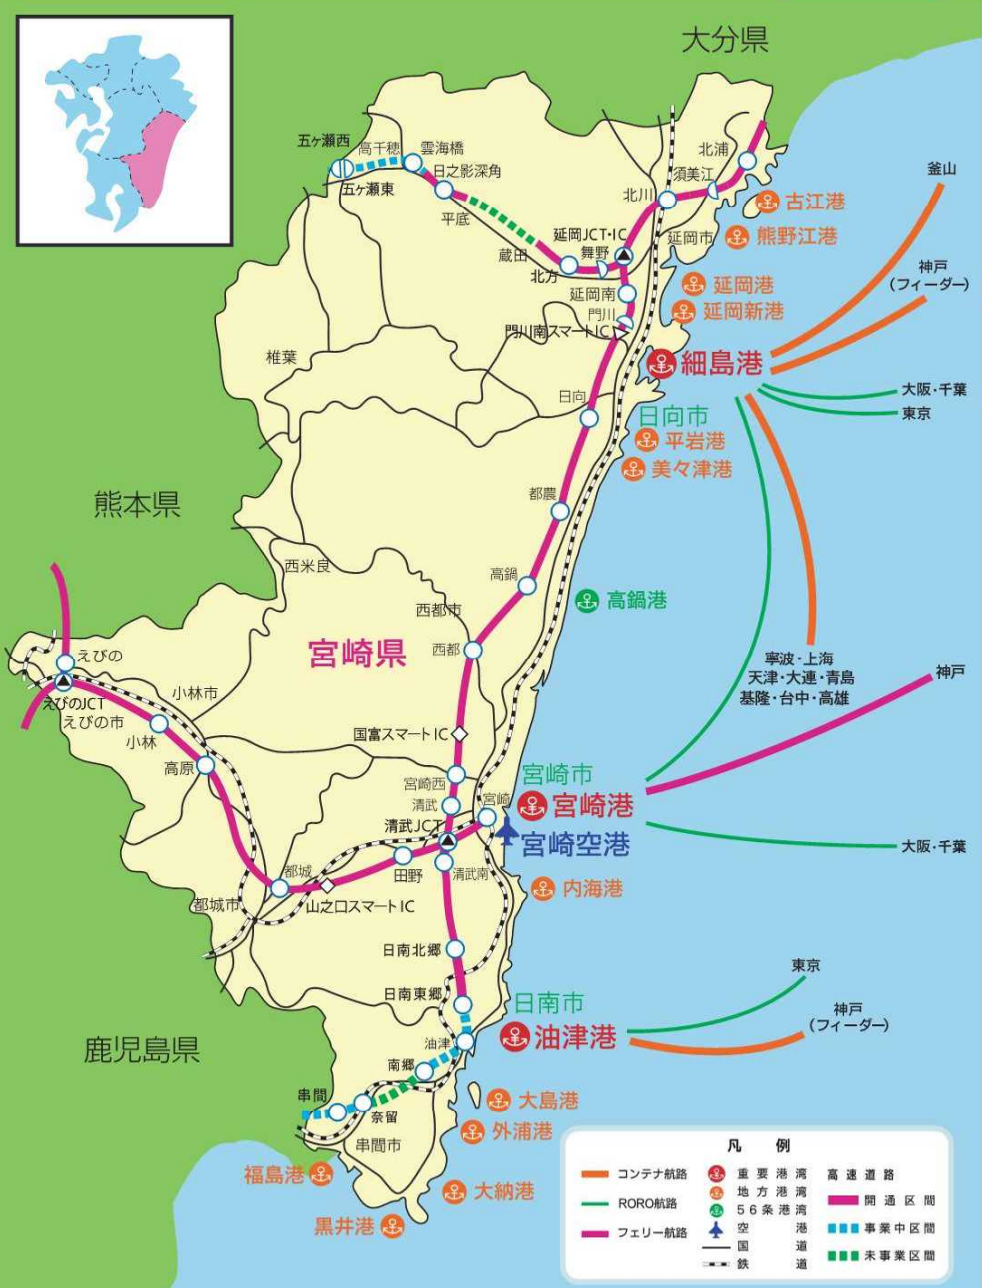 大分県
五ヶ瀬西
高千穂
雲海橋
日之影深角
五ヶ瀬東
平底
北浦
須美江
北川
古江港
釜山
延岡JCT・IC
舞野
延岡市
熊野江港
蔵田
北方
神戸
(フィーダー)
延岡南
延岡港
門川
延岡新港
門川南スマートIC
椎葉
細島港
日向
大阪・千葉
東京
日向市
平岩港
美々津港
熊本県
都農
西米良
高鍋
高鍋港
西都市
宮崎県
西都
えびの
寧波・上海
天津・大連・青島
基隆・台中・高雄
神戸
小林市
えびのJCT
えびの市
小林
国富スマートIC
高原
宮崎西
宮崎市
清武
宮崎
宮崎港
清武JCT
宮崎空港
大阪・千葉
都城
田野
清武南
内海港
都城市
山之口スマートIC
日南北郷
東京
日南東郷
日南市
神戸
(フィーダー)
油津
油津港
鹿児島県
南郷
串間
奈留
大島港
外浦港
串間市
福島港
大納港
黒井港
凡例
コンテナ航路
RORO航路
フェリー航路
重要港湾
地方港湾
56条港湾
空港
国道
鉄道
高速道路
開通区間
事業中区間
未事業区間